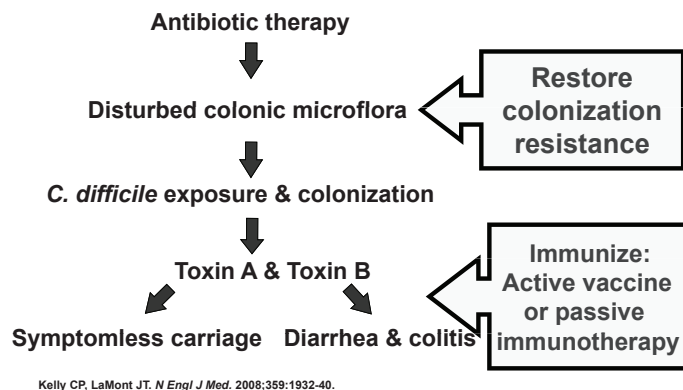 Antibiotic therapy
Disturbed colonic microflora
Restore
colonization
resistance
C. difficile exposure & colonization
Toxin A & Toxin B
Immunize:
Active vaccine
or passive
immunotherapy
Symptomless carriage
Diarrhea & colitis
Kelly CP, LaMont JT. N Engl J Med. 2008;359:1932-40.